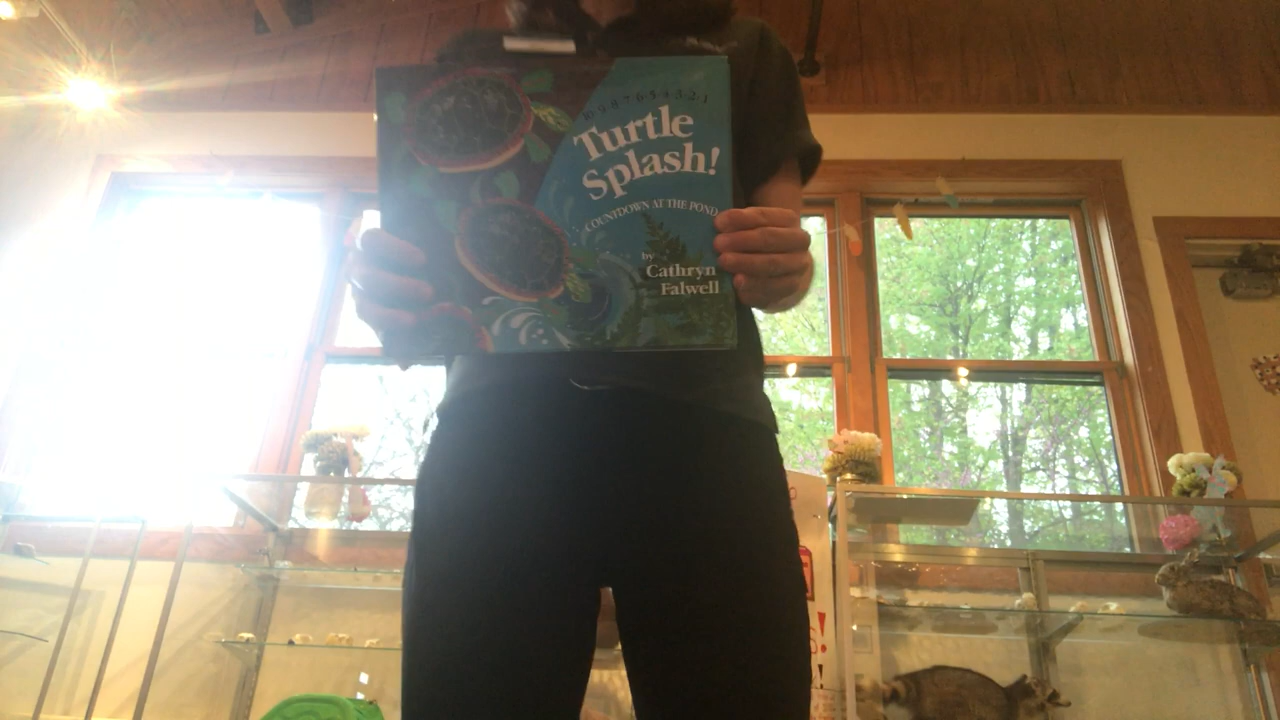 10·9·8·7·6·5·4·3·2·1
Turtle
Splash!
COUNTDOWN AT THE POND
by
Cathryn
Falwell